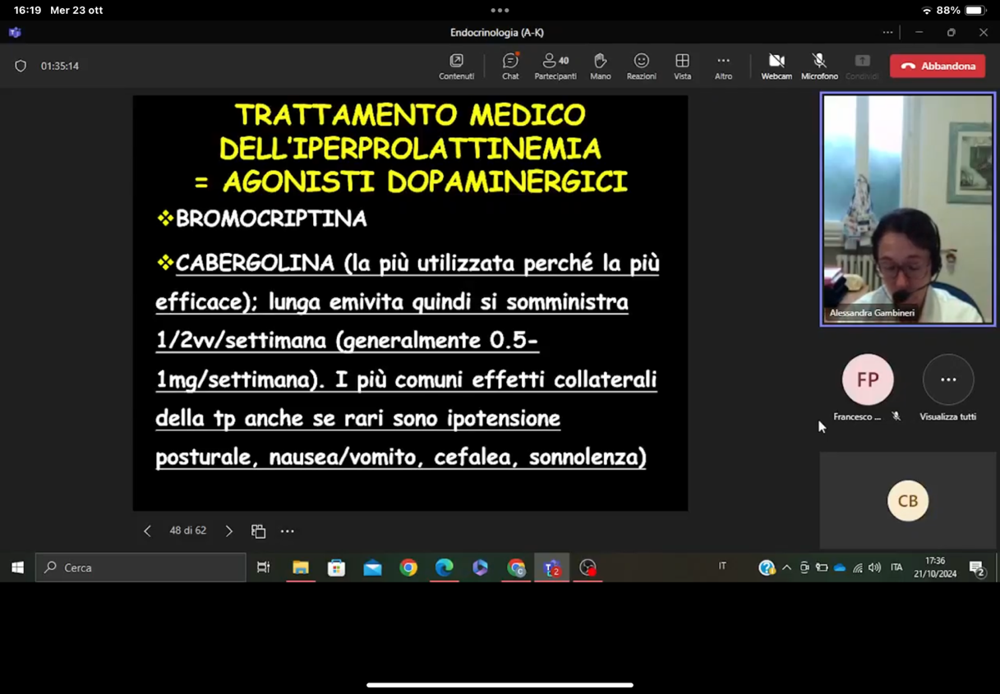 16:19 Mer 23 ott
88%
Endocrinologia (A-K)
01:35:14
Contenuti
Chat
40
Partecipanti
Mano
Reazioni
Vista
Altro
Webcam
Microfono
Condividi
Abbandona
TRATTAMENTO MEDICO
DELL'IPERPROLATTINEMIA
= AGONISTI DOPAMINERGICI
❖BROMOCRIPTINA
❖CABERGOLINA (la più utilizzata perché la più
efficace); lunga emivita quindi si somministra
1/2vv/settimana (generalmente 0.5-
1mg/settimana). I più comuni effetti collaterali
della tp anche se rari sono ipotensione
posturale, nausea/vomito, cefalea, sonnolenza)
Alessandra Gambineri
FP
Francesco ...
Visualizza tutti
CB
48 di 62
Cerca
2
IT
ITA
17:36
21/10/2024
2